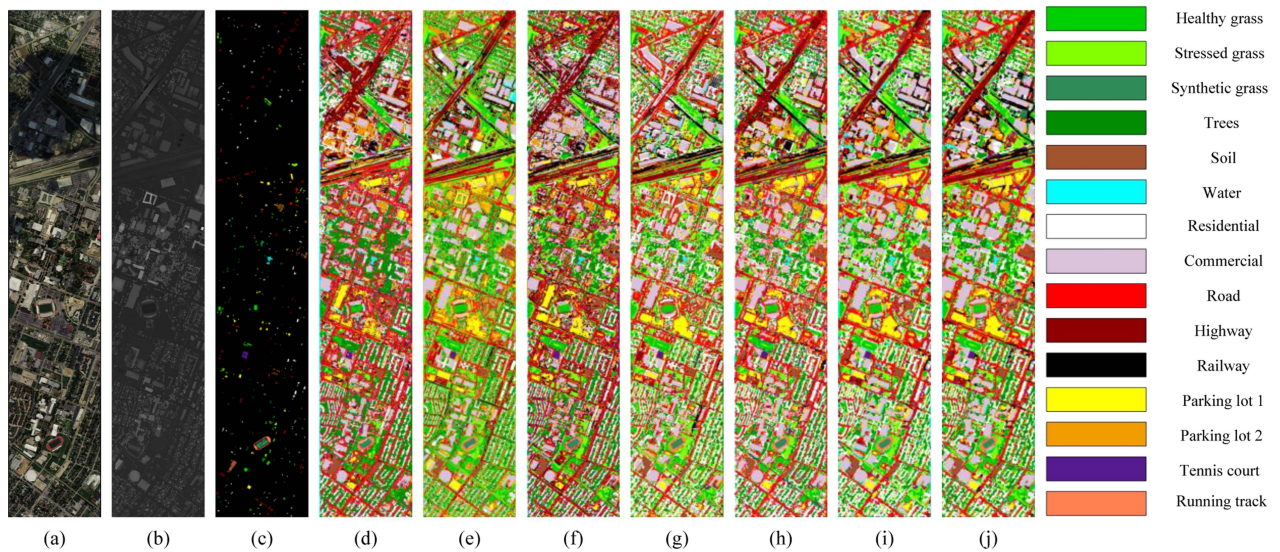 Healthy grass
Stressed grass
Synthetic grass
Trees
Soil
Water
Residential
Commercial
Road
Highway
Railway
Parking lot 1
Parking lot 2
Tennis court
Running track
(a) (b) (c) (d) (e) (f) (g) (h) (i) (j)